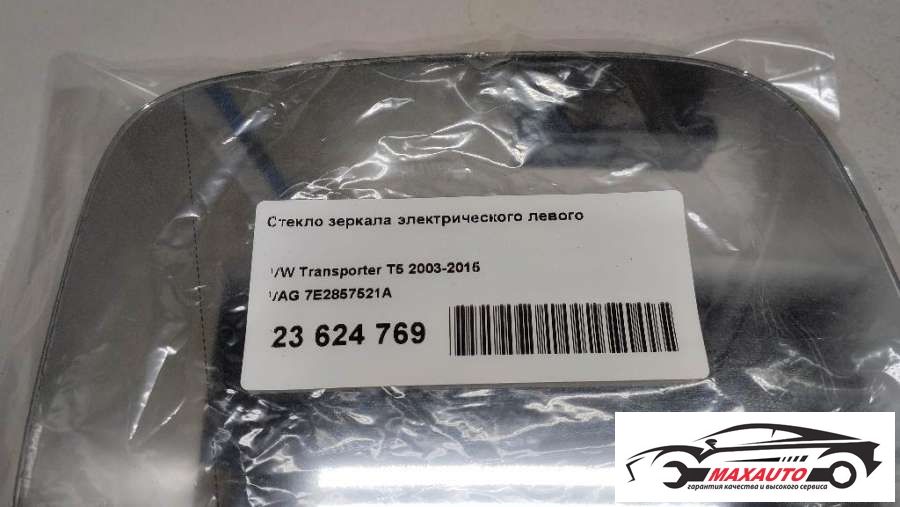 Стекло зеркала электрического левого
VW Transporter T5 2003-2015
VAG 7E2857521A
23 624 769
MAXAUTO
гарантия качества и высокого сервиса